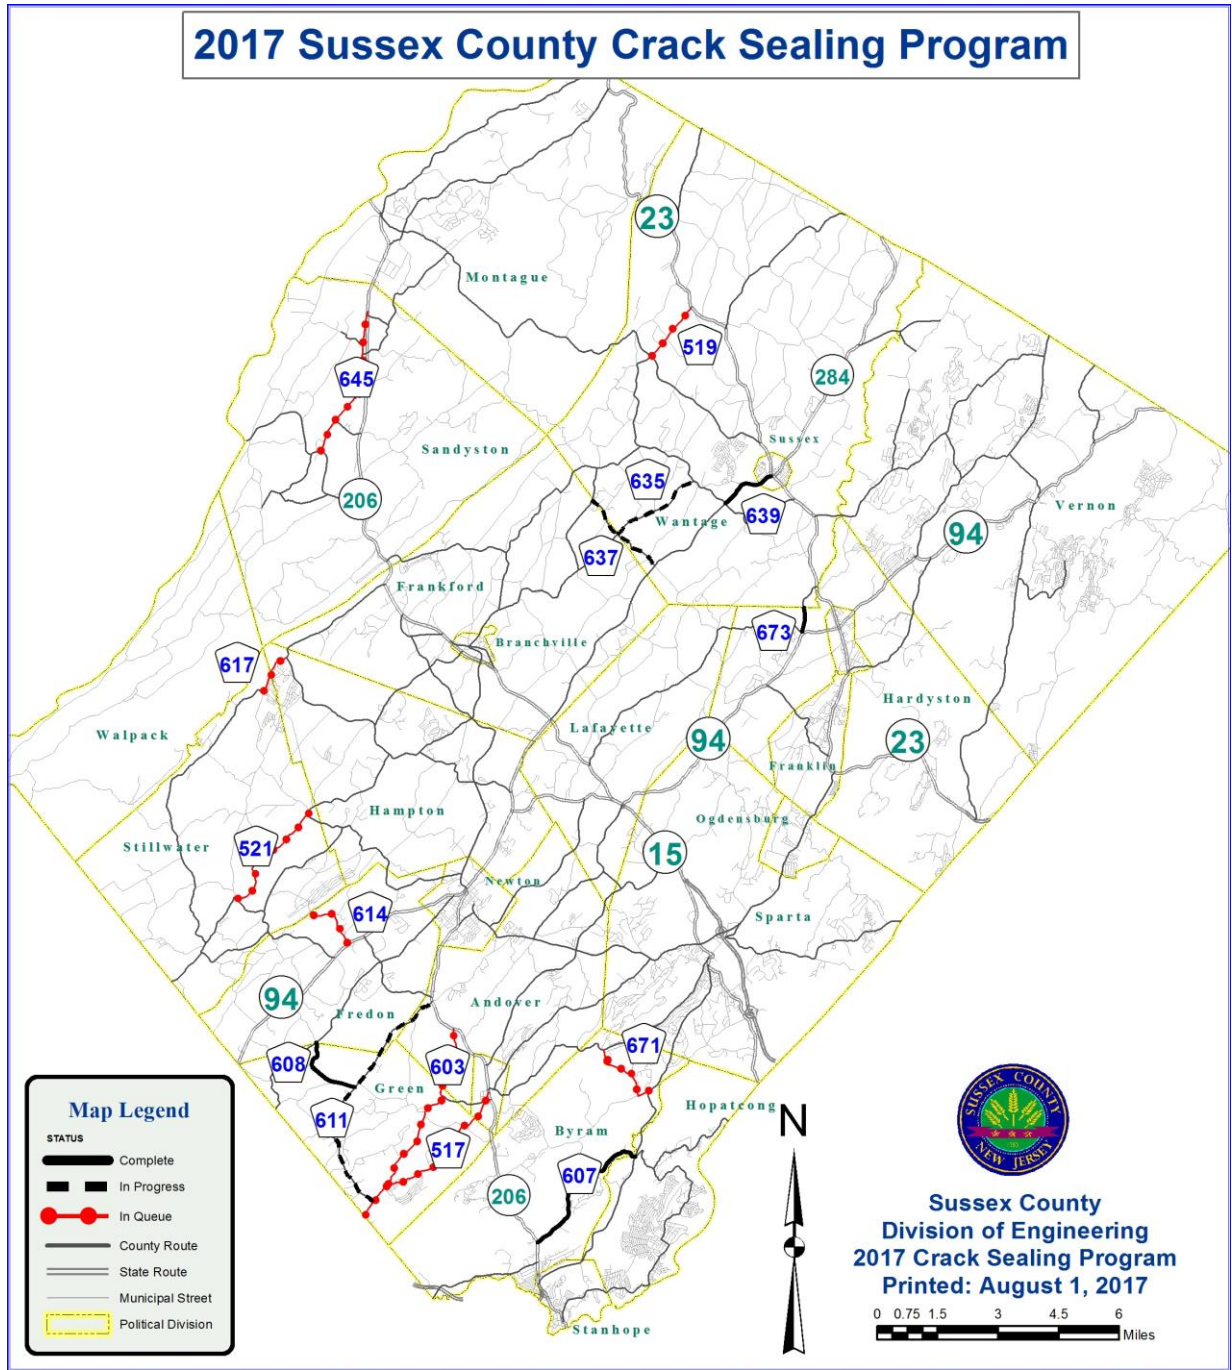 2017 Sussex County Crack Sealing Program
23
Montague
519
645
284
Sussex
Sandyston
635
206
Wantage
639
Vernon
94
637
Frankford
673
Branchville
617
Hardyston
Walpack
Lafayette
94
23
Franklin
Hampton
Ogdensburg
521
Stillwater
15
Newton
614
Sparta
94
Andover
Fredon
671
608
603
Green
Hopatcong
611
Byram
517
607
206
Stanhope
Map Legend
STATUS
Complete
In Progress
In Queue
County Route
State Route
Municipal Street
Political Division
N
SUSSEX COUNTY
NEW JERSEY
Sussex County
Division of Engineering
2017 Crack Sealing Program
Printed: August 1, 2017
0 0.75 1.5 3 4.5 6
Miles